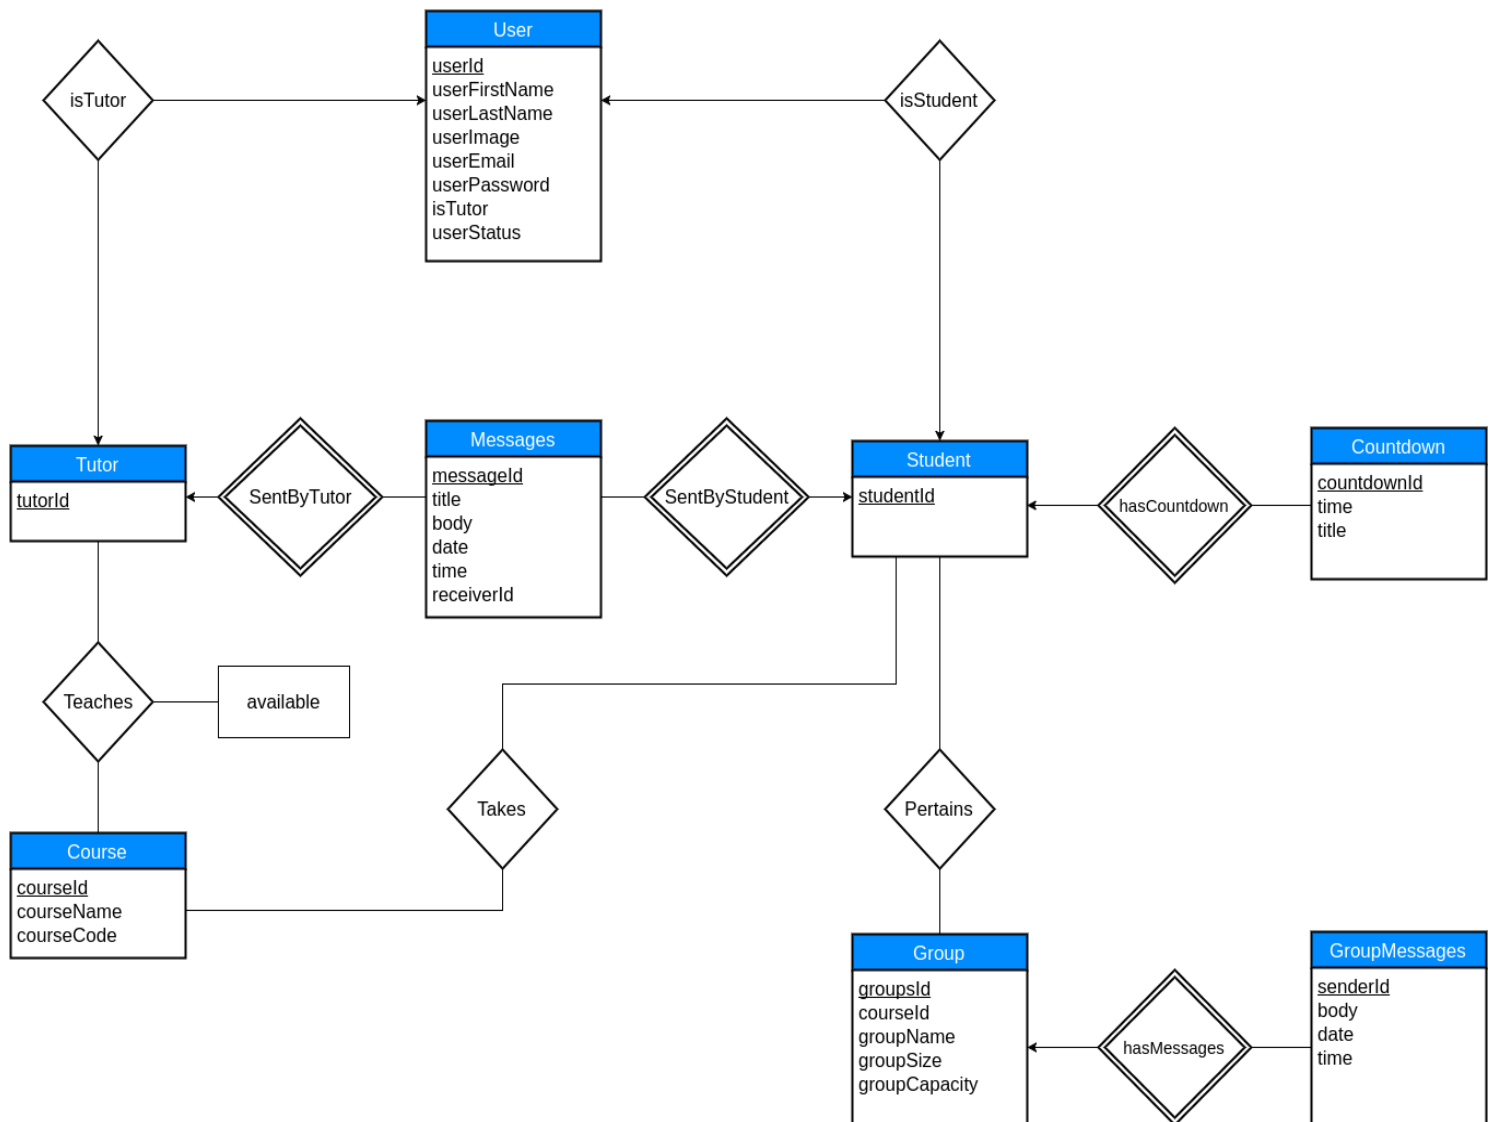 User
userId
userFirstName
userLastName
userImage
userEmail
userPassword
isTutor
userStatus
isTutor
isStudent
Tutor
tutorId
SentByTutor
Messages
messageId
title
body
date
time
receiverId
SentByStudent
Student
studentId
hasCountdown
Countdown
countdownId
time
title
Teaches
available
Takes
Pertains
Course
courseId
courseName
courseCode
Group
groupsId
courseId
groupName
groupSize
groupCapacity
hasMessages
GroupMessages
senderId
body
date
time